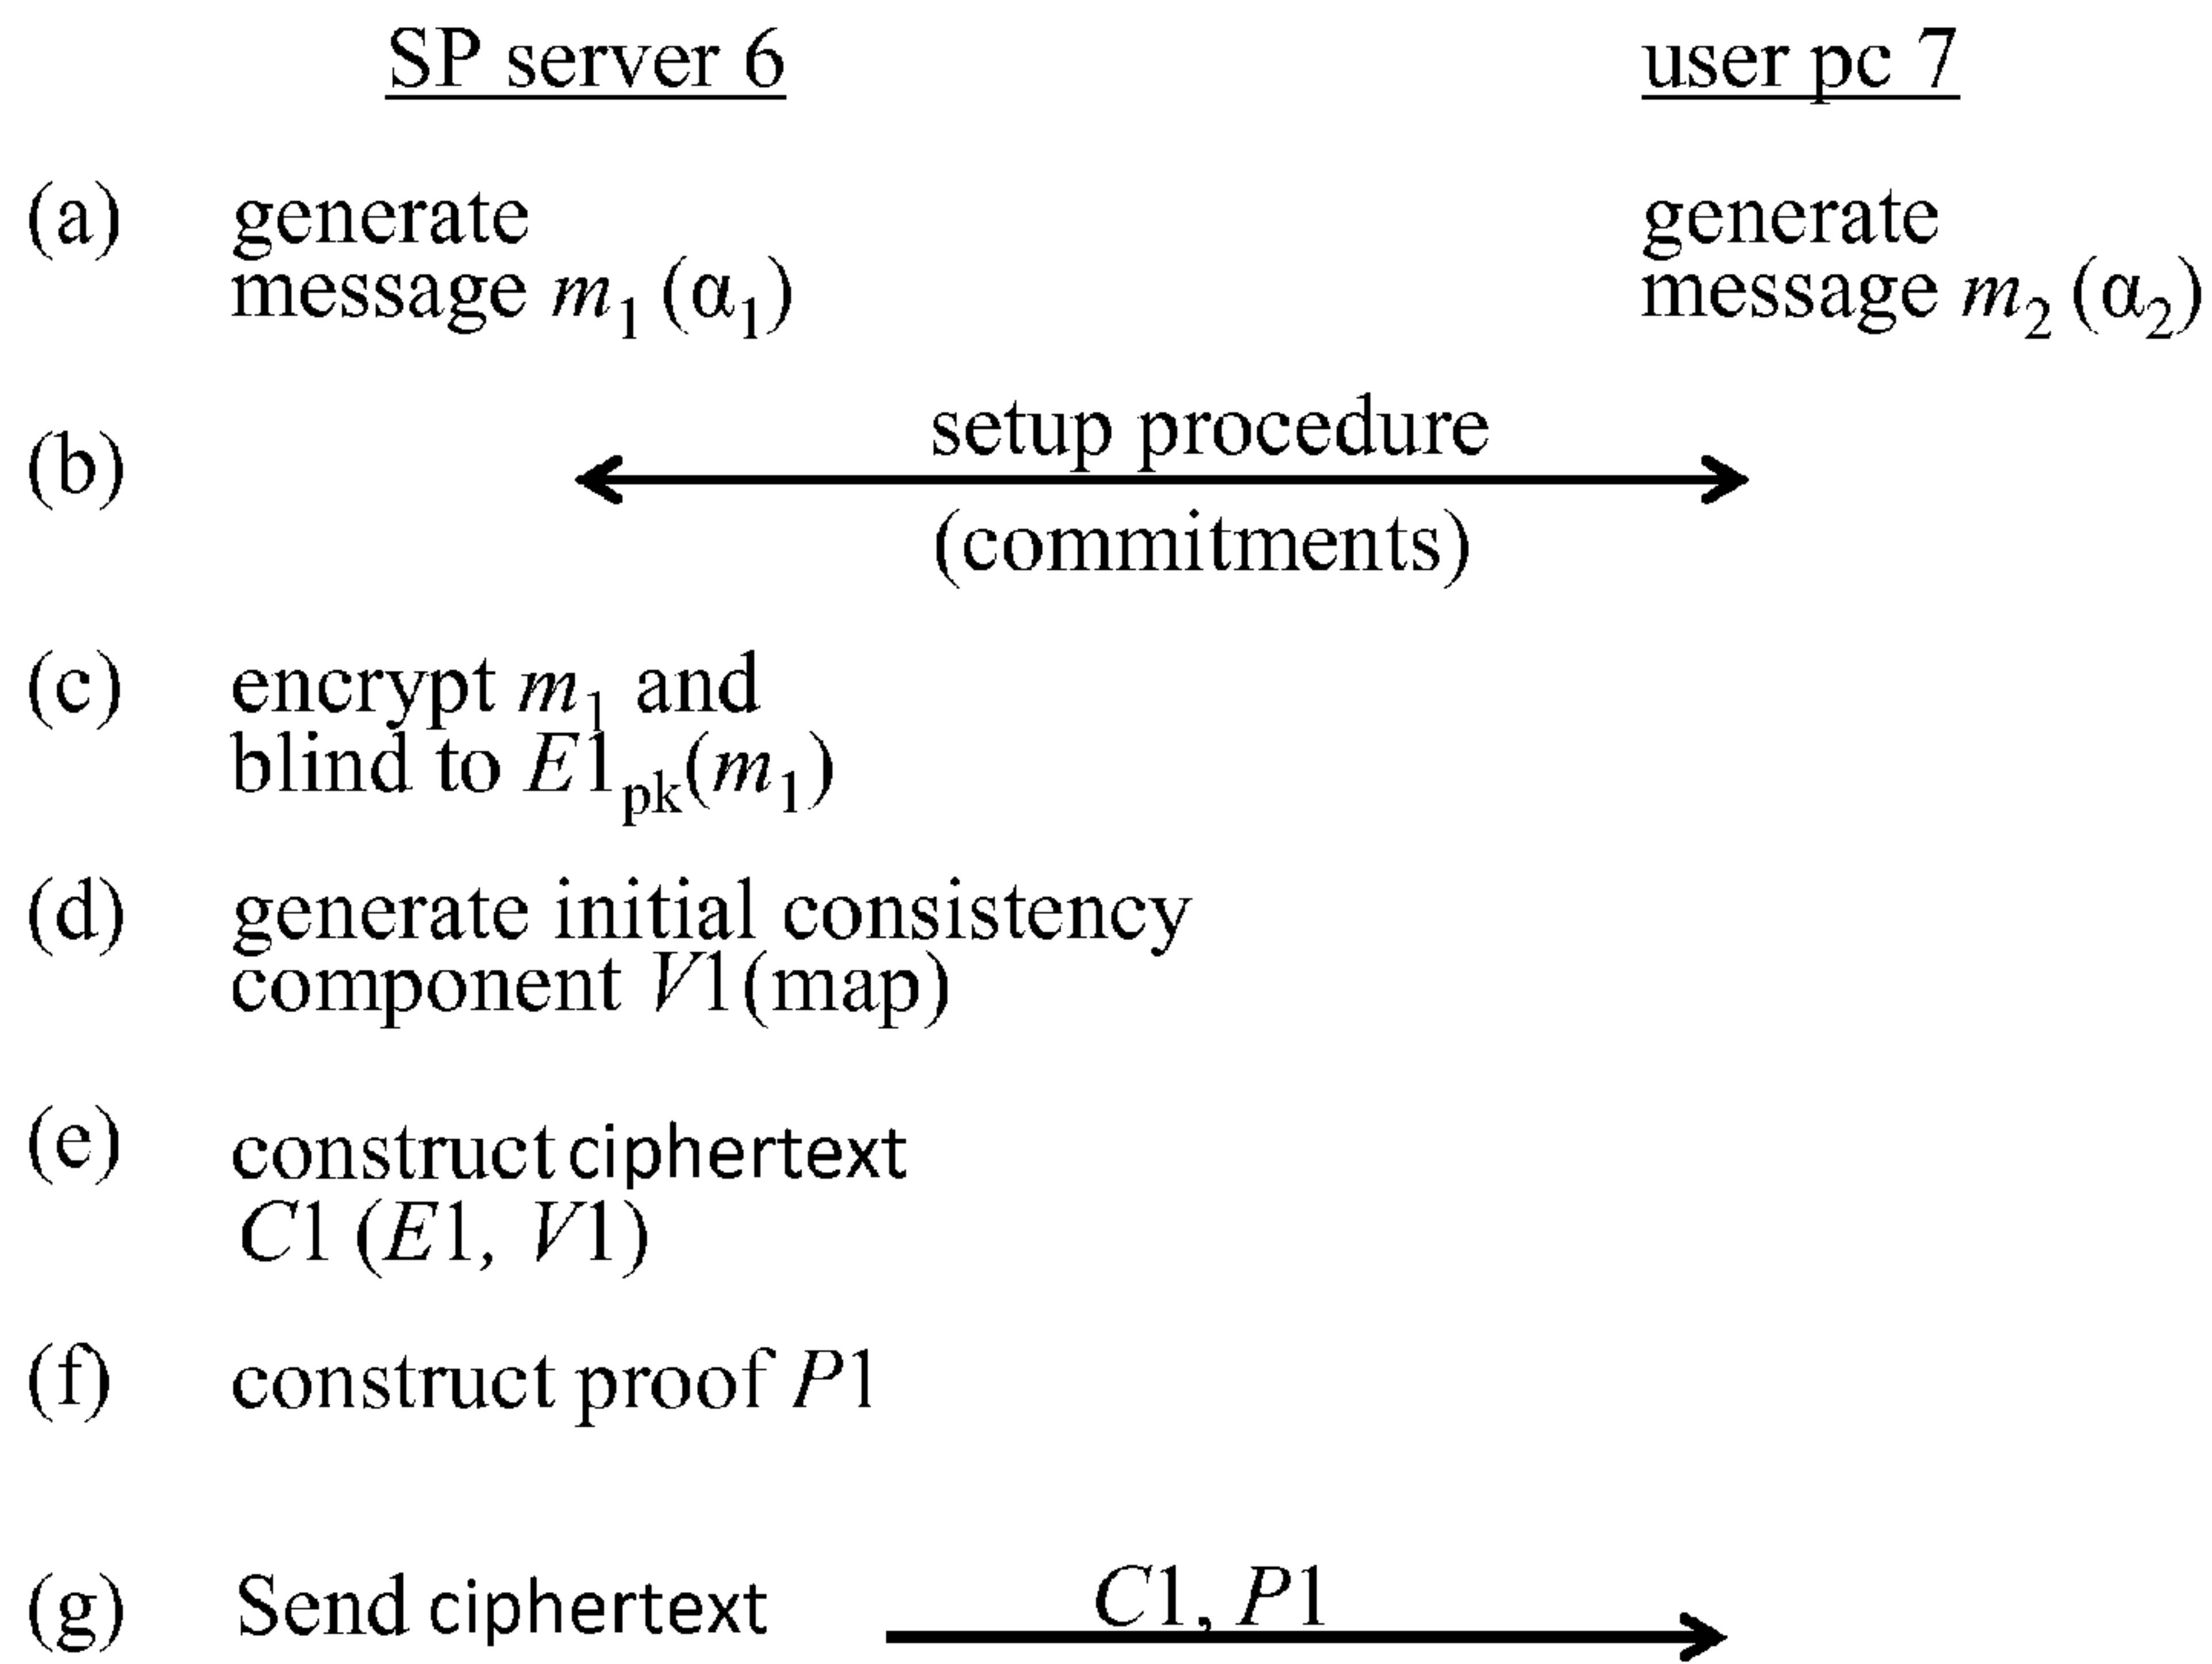 SP server 6 user pc 7
(a) generate generate
message m₁ (α₁) message m₂ (α₂)
setup procedure
(b)
(commitments)
(c) encrypt m₁ and
blind to E1ₚₖ(m₁)
(d) generate initial consistency
component V1(map)
(e) construct ciphertext
C1 (E1, V1)
(f) construct proof P1
(g) Send ciphertext C1, P1